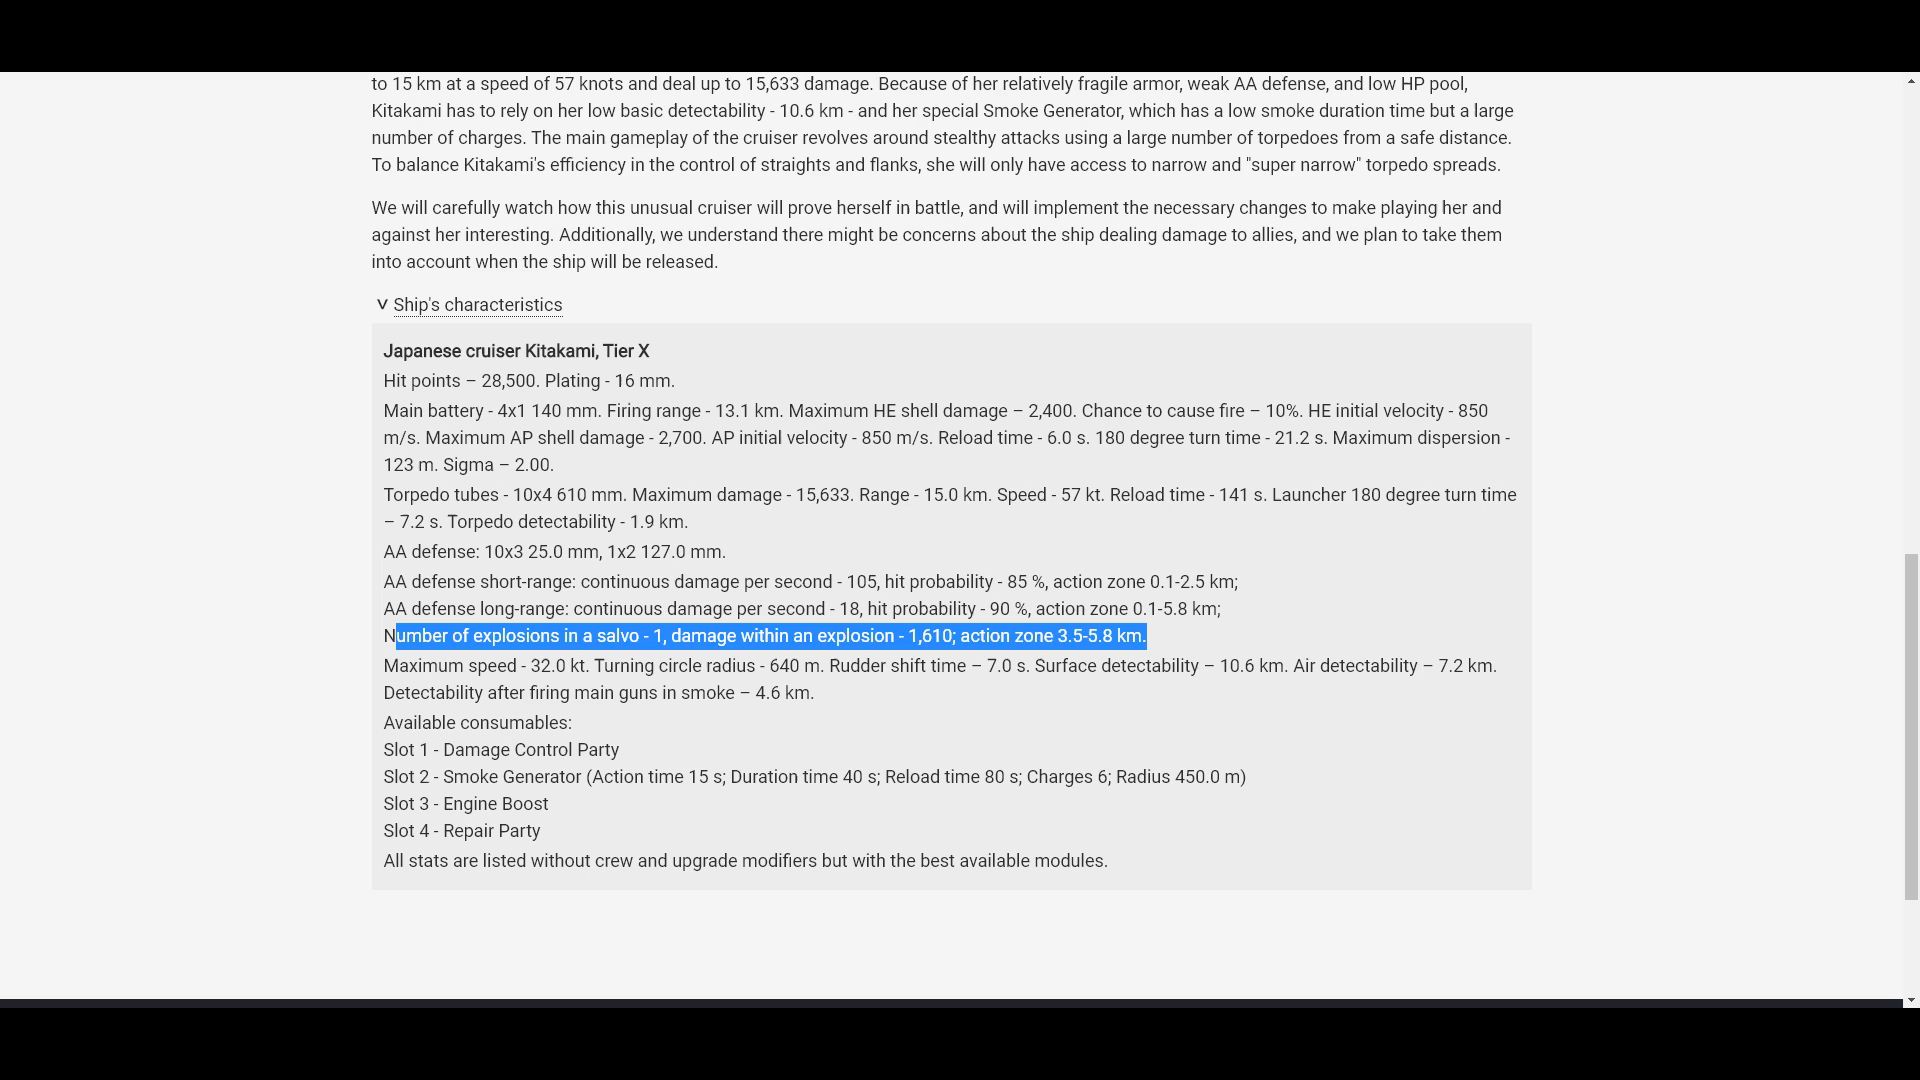 to 15 km at a speed of 57 knots and deal up to 15,633 damage. Because of her relatively fragile armor, weak AA defense, and low HP pool,
Kitakami has to rely on her low basic detectability - 10.6 km - and her special Smoke Generator, which has a low smoke duration time but a large
number of charges. The main gameplay of the cruiser revolves around stealthy attacks using a large number of torpedoes from a safe distance.
To balance Kitakami's efficiency in the control of straights and flanks, she will only have access to narrow and "super narrow" torpedo spreads.
We will carefully watch how this unusual cruiser will prove herself in battle, and will implement the necessary changes to make playing her and
against her interesting. Additionally, we understand there might be concerns about the ship dealing damage to allies, and we plan to take them
into account when the ship will be released.
Ship's characteristics
Japanese cruiser Kitakami, Tier X
Hit points – 28,500. Plating - 16 mm.
Main battery - 4x1 140 mm. Firing range - 13.1 km. Maximum HE shell damage – 2,400. Chance to cause fire – 10%. HE initial velocity - 850
m/s. Maximum AP shell damage - 2,700. AP initial velocity - 850 m/s. Reload time - 6.0 s. 180 degree turn time - 21.2 s. Maximum dispersion -
123 m. Sigma – 2.00.
Torpedo tubes - 10x4 610 mm. Maximum damage - 15,633. Range - 15.0 km. Speed - 57 kt. Reload time - 141 s. Launcher 180 degree turn time
– 7.2 s. Torpedo detectability - 1.9 km.
AA defense: 10x3 25.0 mm, 1x2 127.0 mm.
AA defense short-range: continuous damage per second - 105, hit probability - 85 %, action zone 0.1-2.5 km;
AA defense long-range: continuous damage per second - 18, hit probability - 90 %, action zone 0.1-5.8 km;
Number of explosions in a salvo - 1, damage within an explosion - 1,610; action zone 3.5-5.8 km.
Maximum speed - 32.0 kt. Turning circle radius - 640 m. Rudder shift time – 7.0 s. Surface detectability – 10.6 km. Air detectability – 7.2 km.
Detectability after firing main guns in smoke – 4.6 km.
Available consumables:
Slot 1 - Damage Control Party
Slot 2 - Smoke Generator (Action time 15 s; Duration time 40 s; Reload time 80 s; Charges 6; Radius 450.0 m)
Slot 3 - Engine Boost
Slot 4 - Repair Party
All stats are listed without crew and upgrade modifiers but with the best available modules.